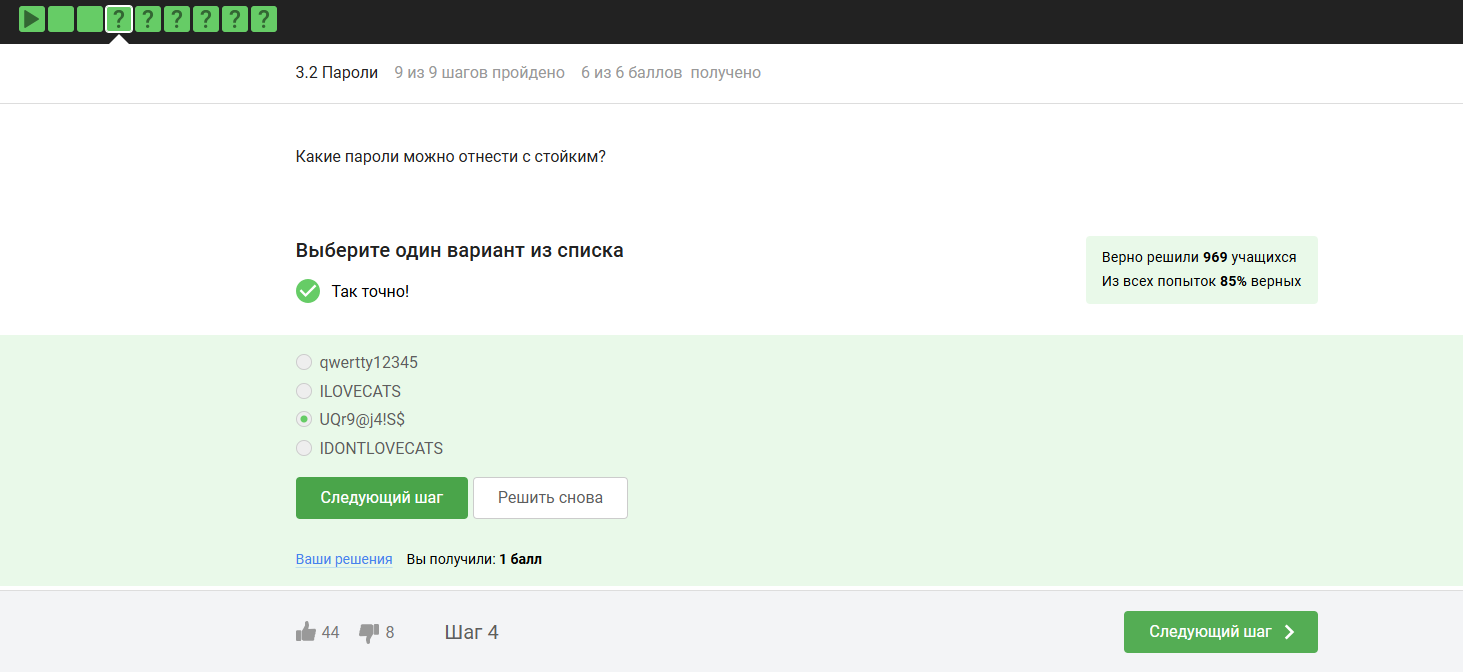 ? ? ? ? ? ?
3.2 Пароли 9 из 9 шагов пройдено 6 из 6 баллов получено
Какие пароли можно отнести с стойким?
Выберите один вариант из списка
Так точно!
Верно решили 969 учащихся
Из всех попыток 85% верных
qwertty12345
ILOVECATS
UQr9@j4!S$
IDONTLOVECATS
Следующий шаг Решить снова
Ваши решения Вы получили: 1 балл
44 8 Шаг 4 Следующий шаг